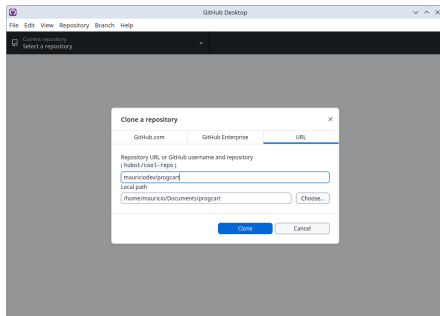 GitHub Desktop
File Edit View Repository Branch Help
Current repository
Select a repository
Clone a repository
GitHub.com GitHub Enterprise URL
Repository URL or GitHub username and repository
(hubot/cool-repo)
mauriciodev/progcart
Local path
/home/mauricio/Documents/progcart Choose...
Clone Cancel